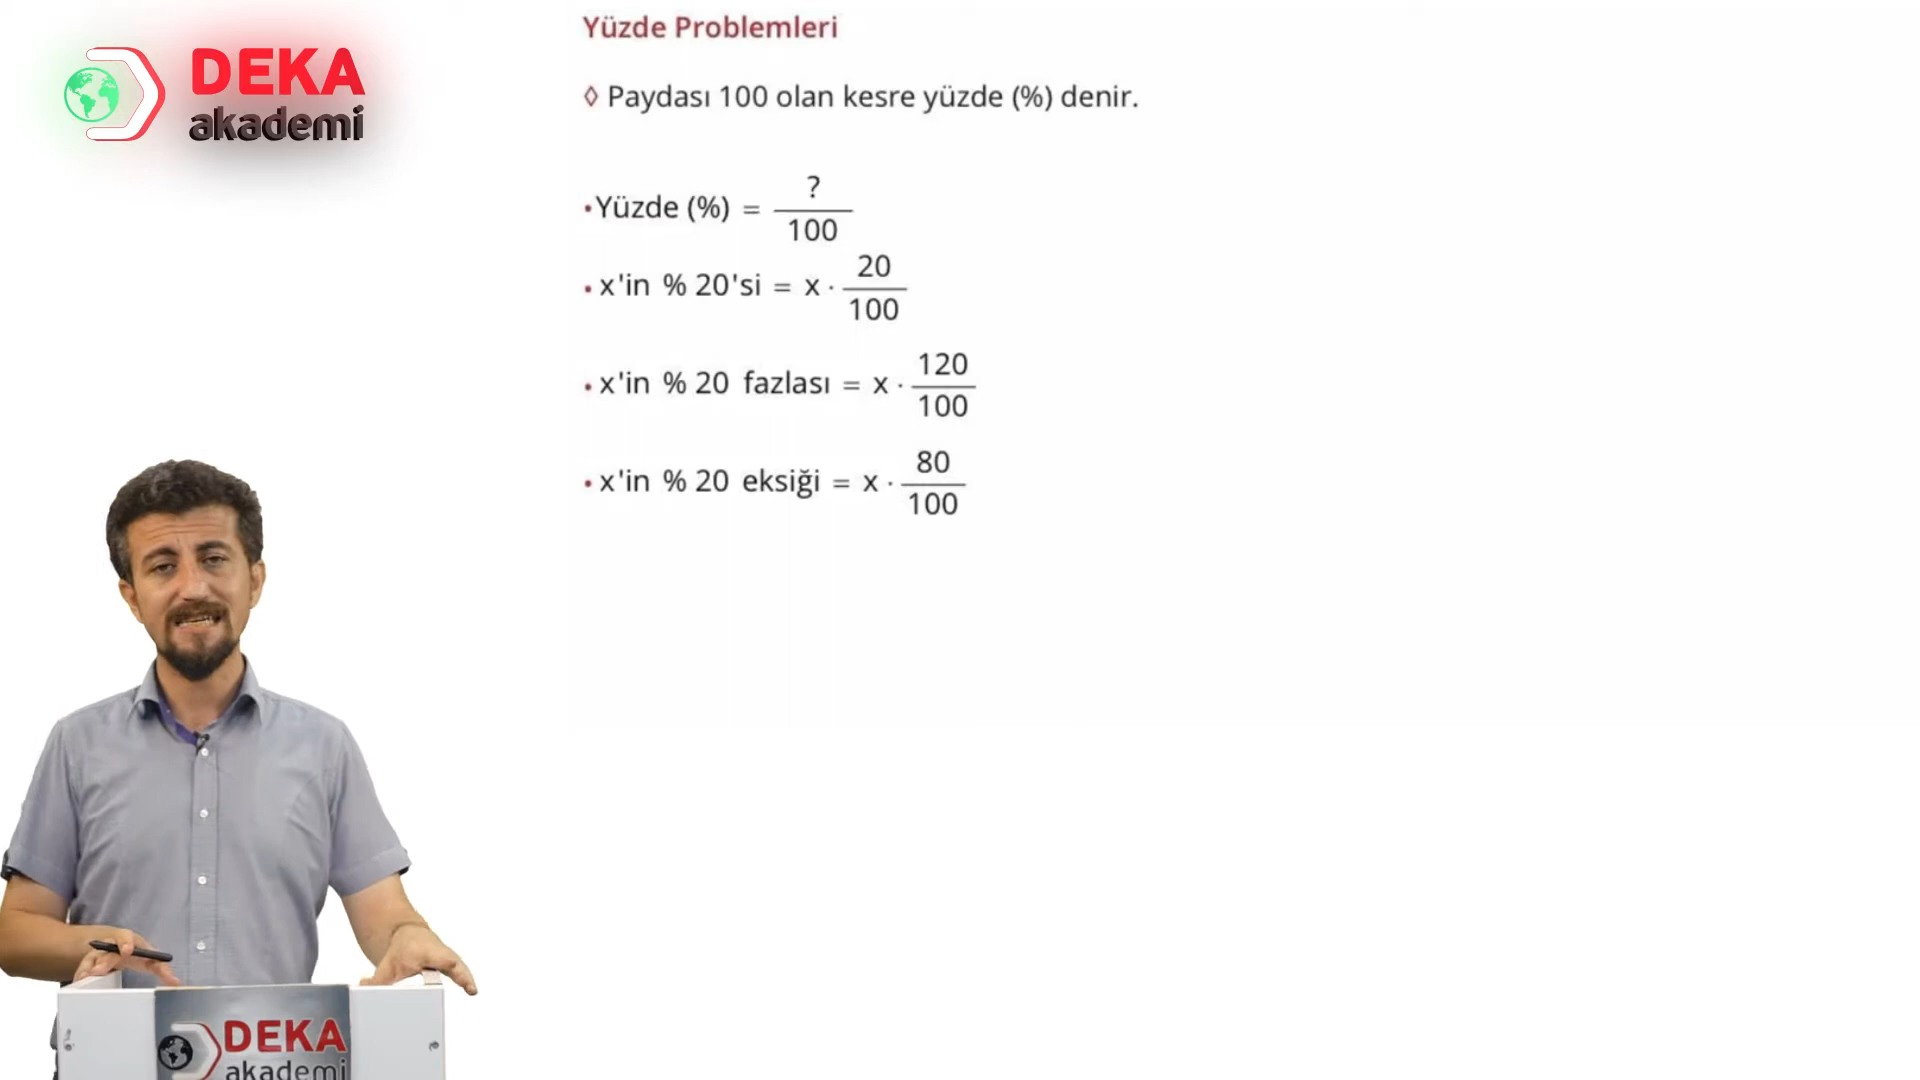 DEKA
akademi
Yüzde Problemleri
◊ Paydası 100 olan kesre yüzde (%) denir.
• Yüzde (%) = ?/100
• x'in % 20'si = x · 20/100
• x'in % 20 fazlası = x · 120/100
• x'in % 20 eksiği = x · 80/100
DEKA
akademi